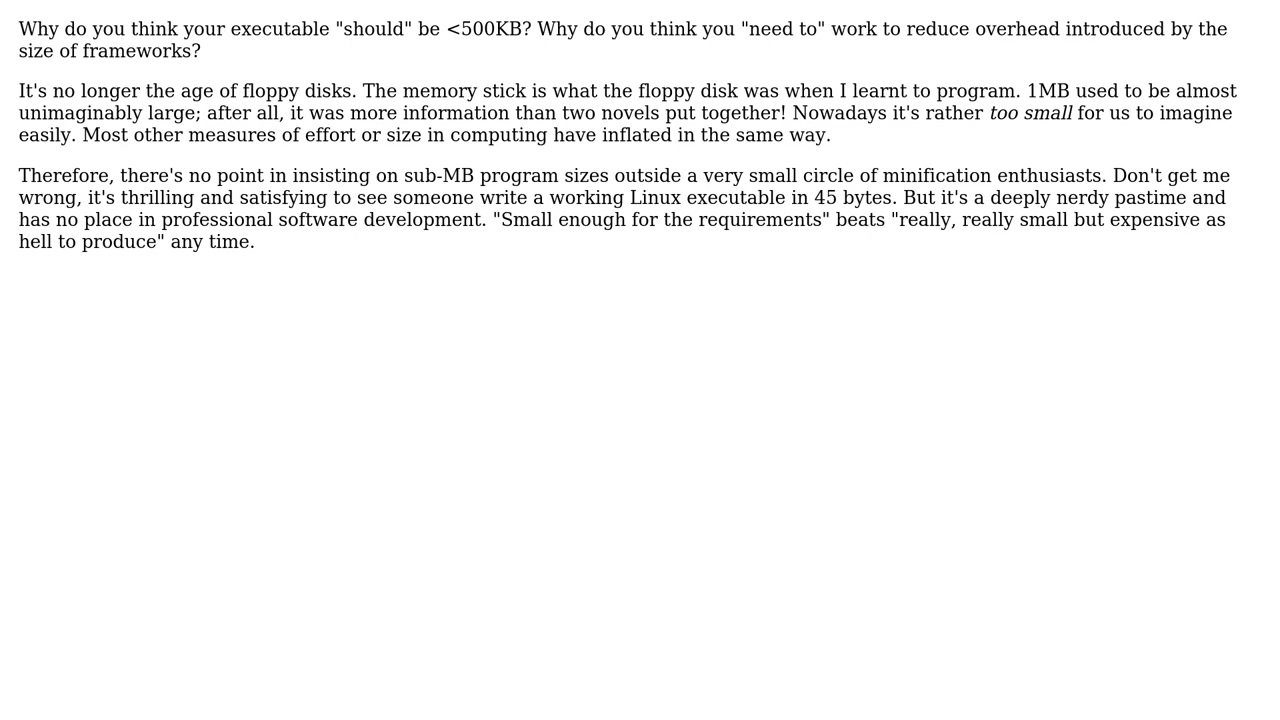 Why do you think your executable "should" be <500KB? Why do you think you "need to" work to reduce overhead introduced by the
size of frameworks?
It's no longer the age of floppy disks. The memory stick is what the floppy disk was when I learnt to program. 1MB used to be almost
unimaginably large; after all, it was more information than two novels put together! Nowadays it's rather too small for us to imagine
easily. Most other measures of effort or size in computing have inflated in the same way.
Therefore, there's no point in insisting on sub-MB program sizes outside a very small circle of minification enthusiasts. Don't get me
wrong, it's thrilling and satisfying to see someone write a working Linux executable in 45 bytes. But it's a deeply nerdy pastime and
has no place in professional software development. "Small enough for the requirements" beats "really, really small but expensive as
hell to produce" any time.